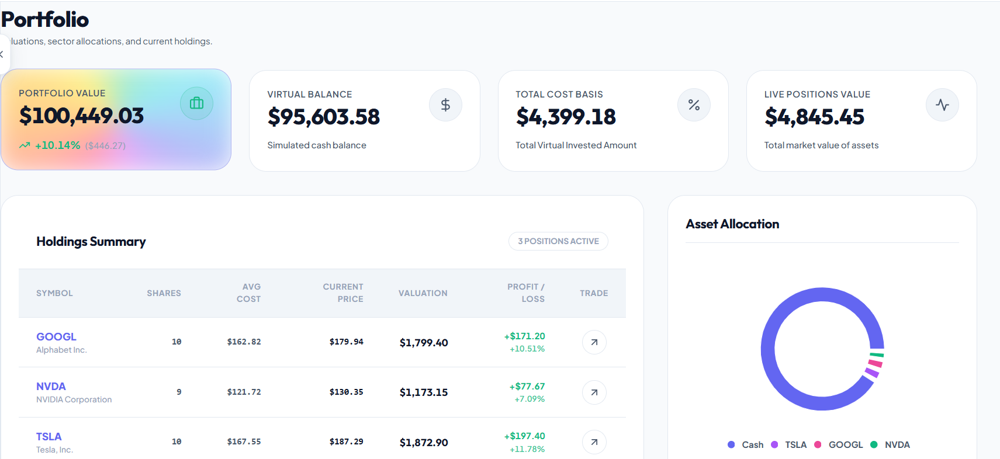 Portfolio
luations, sector allocations, and current holdings.
PORTFOLIO VALUE
$100,449.03
+10.14% ($446.27)
VIRTUAL BALANCE
$95,603.58
Simulated cash balance
TOTAL COST BASIS
$4,399.18
Total Virtual Invested Amount
LIVE POSITIONS VALUE
$4,845.45
Total market value of assets
Holdings Summary
3 POSITIONS ACTIVE
SYMBOL SHARES AVG COST CURRENT PRICE VALUATION PROFIT / LOSS TRADE
GOOGL 10 $162.82 $179.94 $1,799.40 +$171.20
Alphabet Inc. +10.51%
NVDA 9 $121.72 $130.35 $1,173.15 +$77.67
NVIDIA Corporation +7.09%
TSLA 10 $167.55 $187.29 $1,872.90 +$197.40
Tesla, Inc. +11.78%
Asset Allocation
Cash TSLA GOOGL NVDA